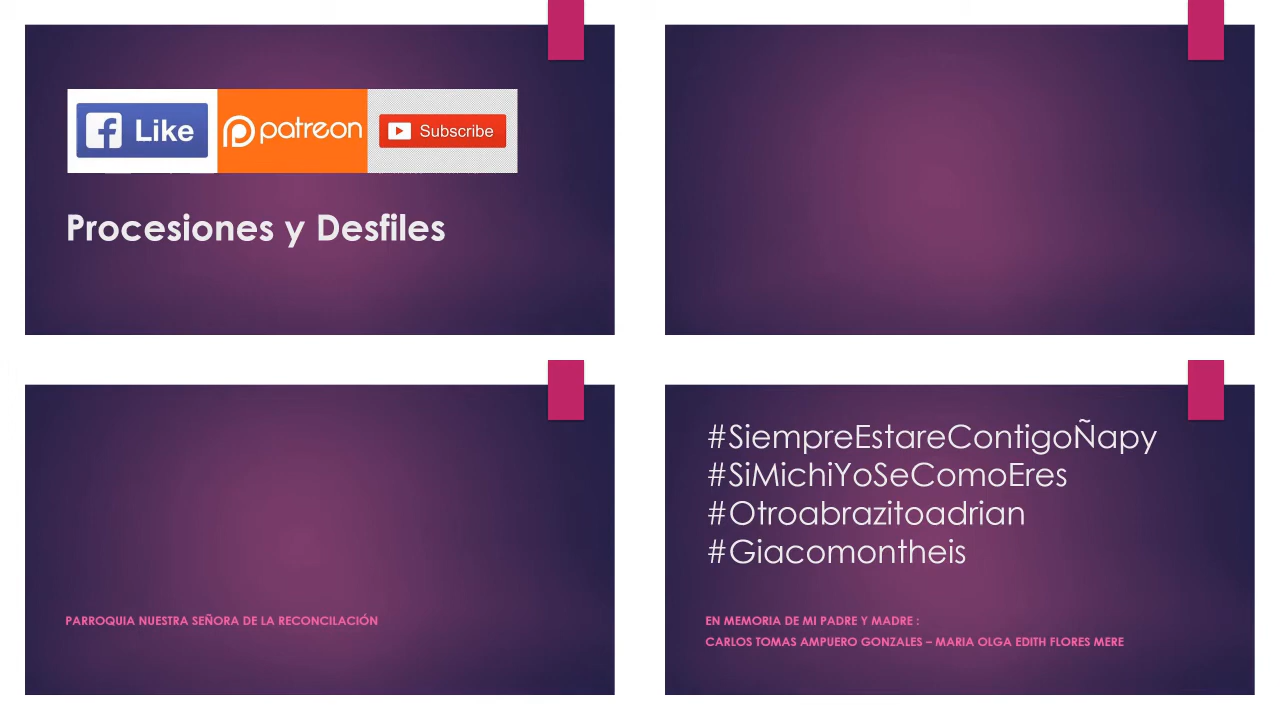 Like
patreon
Subscribe
Procesiones y Desfiles
PARROQUIA NUESTRA SEÑORA DE LA RECONCILACIÓN
#SiempreEstareContigoÑapy
#SiMichiYoSeComoEres
#Otroabrazitoadrian
#Giacomontheis
EN MEMORIA DE MI PADRE Y MADRE :
CARLOS TOMAS AMPUERO GONZALES – MARIA OLGA EDITH FLORES MERE